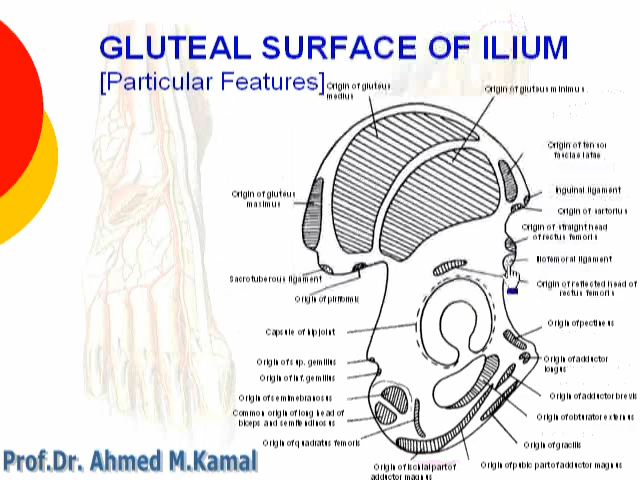 GLUTEAL SURFACE OF ILIUM
[Particular Features]
Origin of gluteus
medius
Origin of gluteus minimus
Origin of tensor
fasciae latae
Inguinal ligament
Origin of gluteus
maximus
Origin of sartorius
Origin of straight head
of rectus femoris
Iliofemoral ligament
Sacrotuberous ligament
Origin of reflected head of
rectus femoris
Origin of piriformis
Origin of pectineus
Capsule of hip joint
Origin of adductor
longus
Origin of sup. gemillus
Origin of inf. gemillus
Origin of semimebranosus
Origin of adductor brevis
Common origin of long head of
biceps and semitendinosus
Origin of obturator externus
Origin of quadratus femoris
Origin of gracilis
Origin of ischial part of
adductor magnus
Origin of pubic part of adductor magnus
Prof.Dr. Ahmed M.Kamal